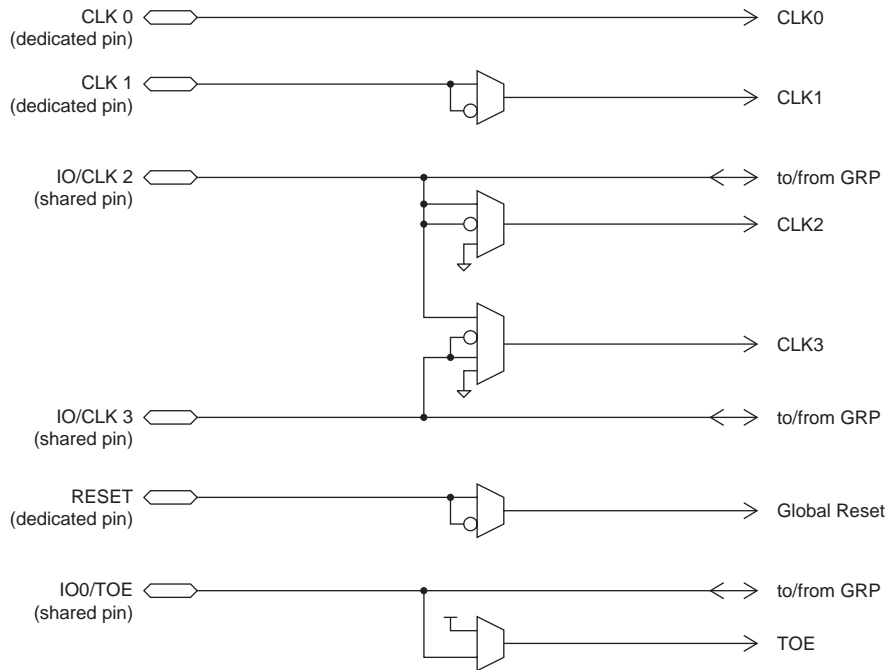 CLK 0
(dedicated pin)
CLK0
CLK 1
(dedicated pin)
CLK1
IO/CLK 2
(shared pin)
to/from GRP
CLK2
CLK3
IO/CLK 3
(shared pin)
to/from GRP
RESET
(dedicated pin)
Global Reset
IO0/TOE
(shared pin)
to/from GRP
TOE